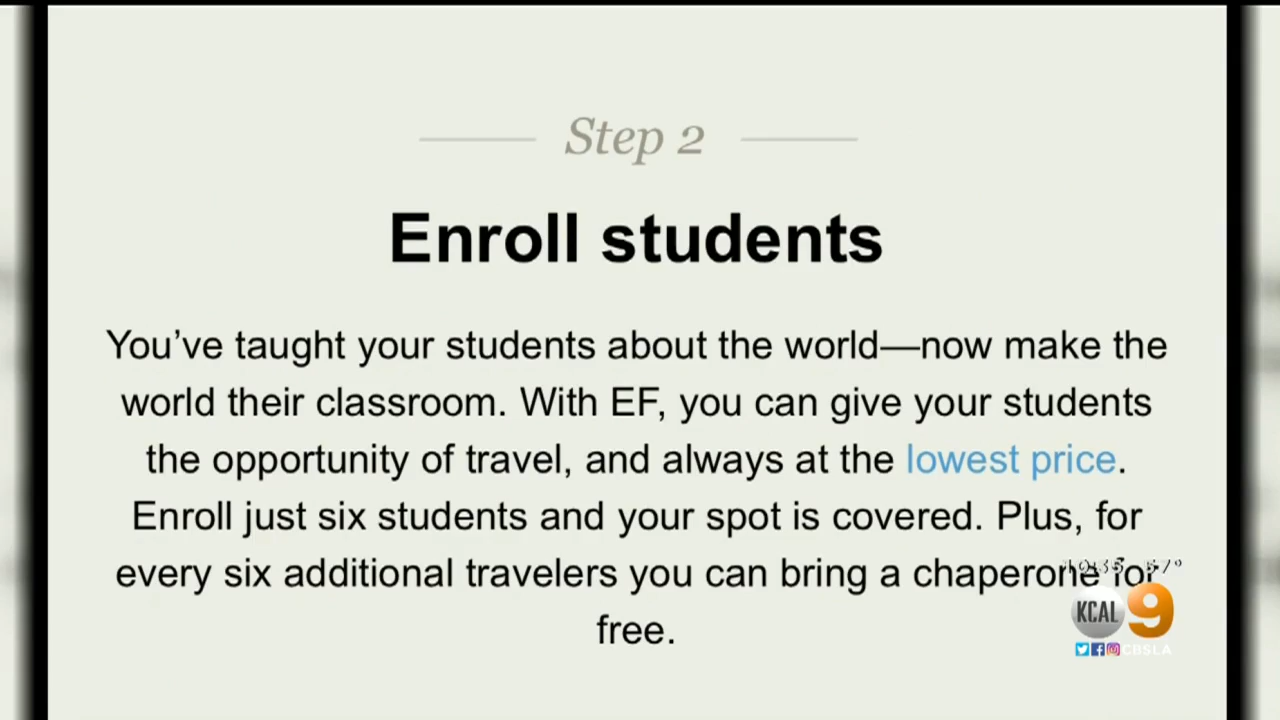 Step 2
Enroll students
You’ve taught your students about the world—now make the
world their classroom. With EF, you can give your students
the opportunity of travel, and always at the lowest price.
Enroll just six students and your spot is covered. Plus, for
every six additional travelers you can bring a chaperone for
free.
57°
KCAL 9
CBSLA